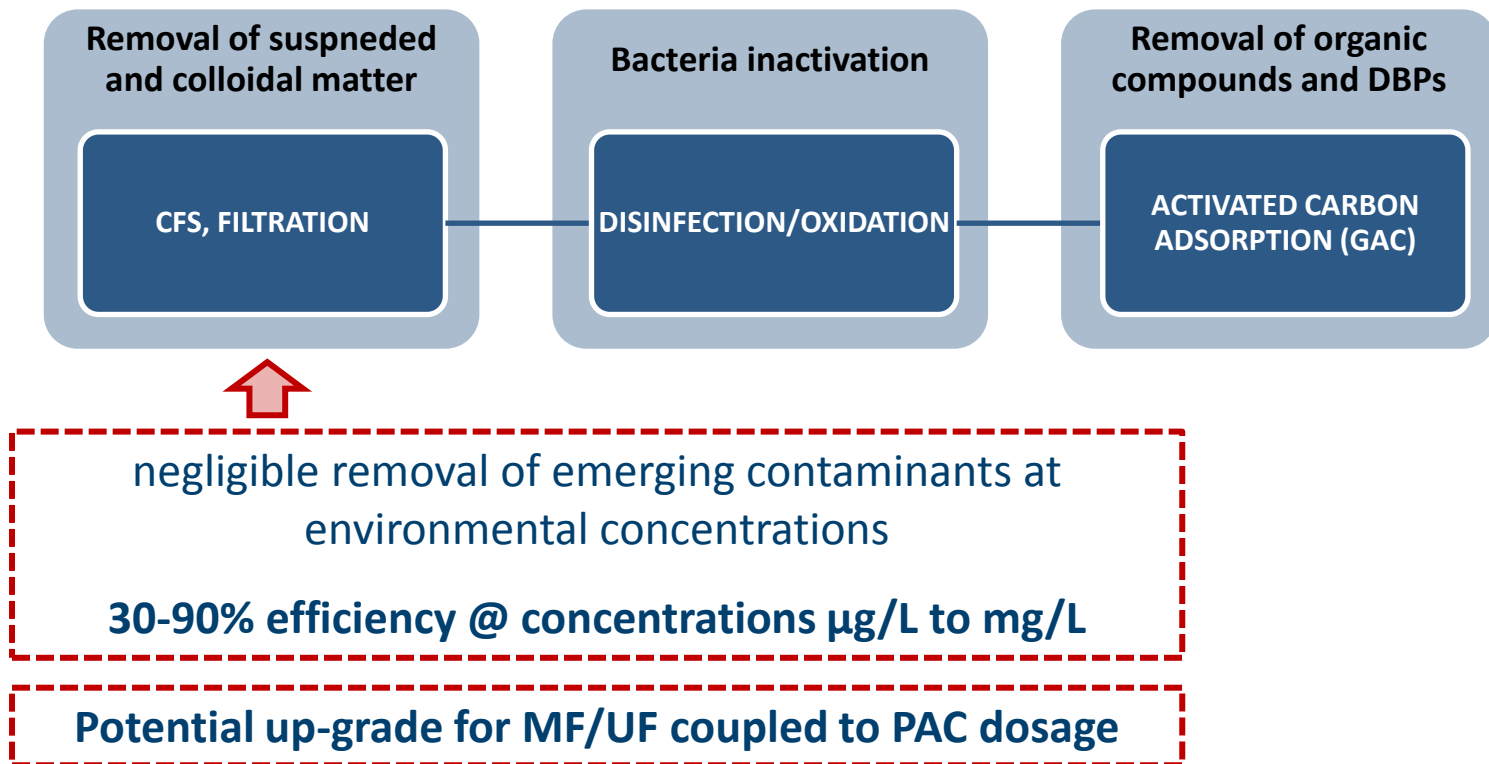 Removal of suspneded
and colloidal matter
CFS, FILTRATION
Bacteria inactivation
DISINFECTION/OXIDATION
Removal of organic
compounds and DBPs
ACTIVATED CARBON
ADSORPTION (GAC)
negligible removal of emerging contaminants at
environmental concentrations
30-90% efficiency @ concentrations µg/L to mg/L
Potential up-grade for MF/UF coupled to PAC dosage